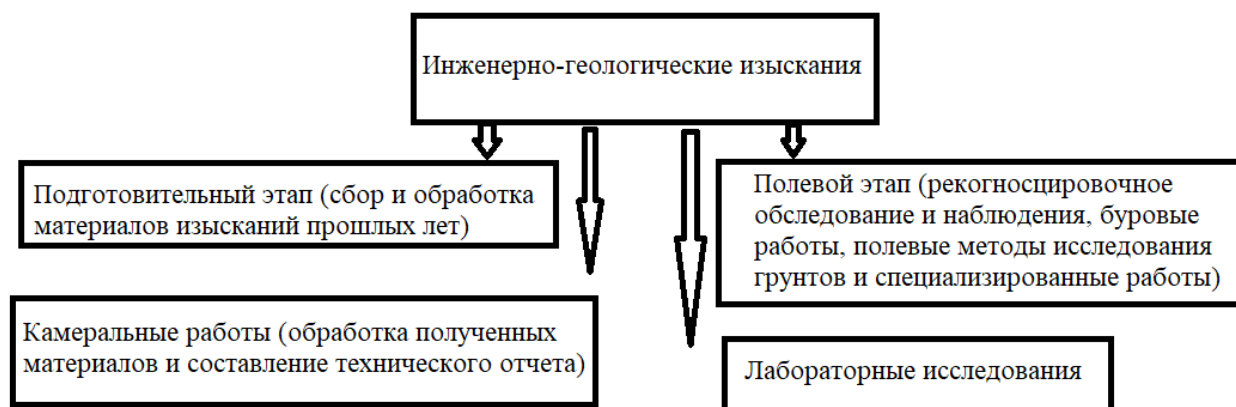 Инженерно-геологические изыскания
Подготовительный этап (сбор и обработка
материалов изысканий прошлых лет)
Полевой этап (рекогносцировочное
обследование и наблюдения, буровые
работы, полевые методы исследования
грунтов и специализированные работы)
Камеральные работы (обработка полученных
материалов и составление технического отчета)
Лабораторные исследования